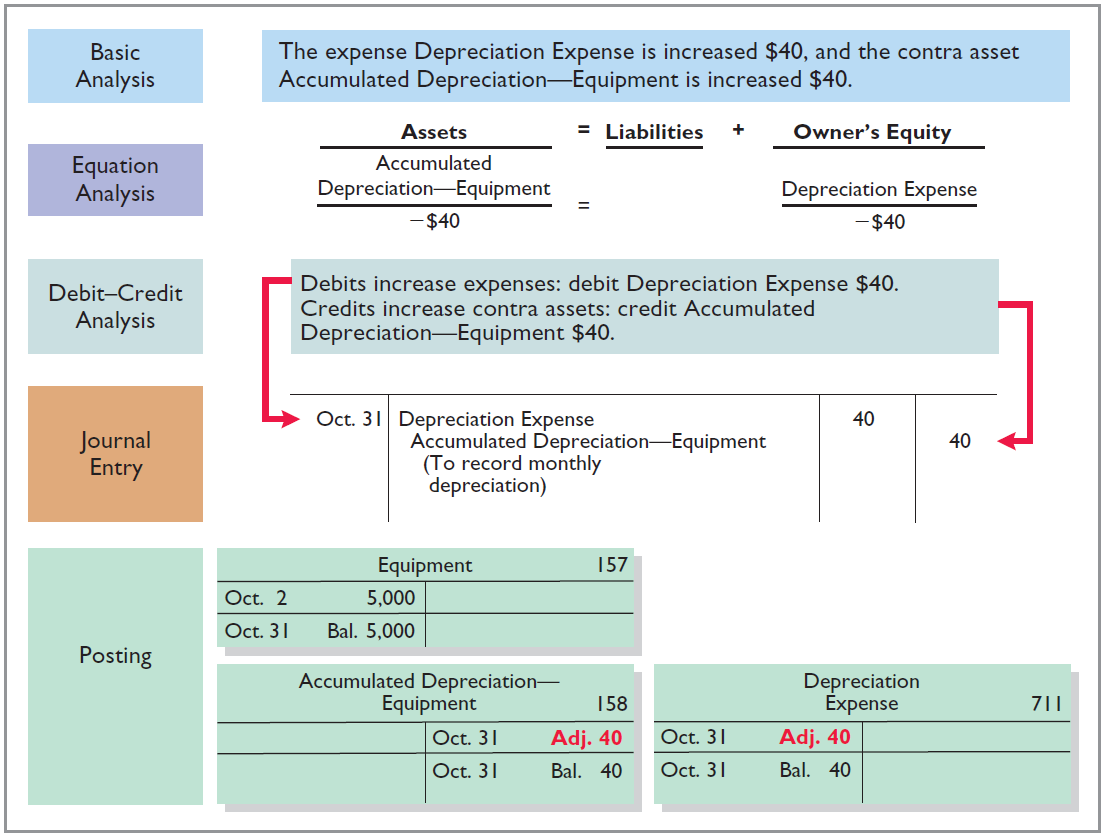 Basic
Analysis
The expense Depreciation Expense is increased $40, and the contra asset
Accumulated Depreciation—Equipment is increased $40.
Equation
Analysis
Assets = Liabilities + Owner's Equity
Accumulated
Depreciation—Equipment = Depreciation Expense
−$40 −$40
Debit–Credit
Analysis
Debits increase expenses: debit Depreciation Expense $40.
Credits increase contra assets: credit Accumulated
Depreciation—Equipment $40.
Journal
Entry
Oct. 31 Depreciation Expense 40
Accumulated Depreciation—Equipment 40
(To record monthly
depreciation)
Posting
Equipment 157
Oct. 2 5,000
Oct. 31 Bal. 5,000
Accumulated Depreciation—
Equipment 158
Oct. 31 Adj. 40
Oct. 31 Bal. 40
Depreciation
Expense 711
Oct. 31 Adj. 40
Oct. 31 Bal. 40